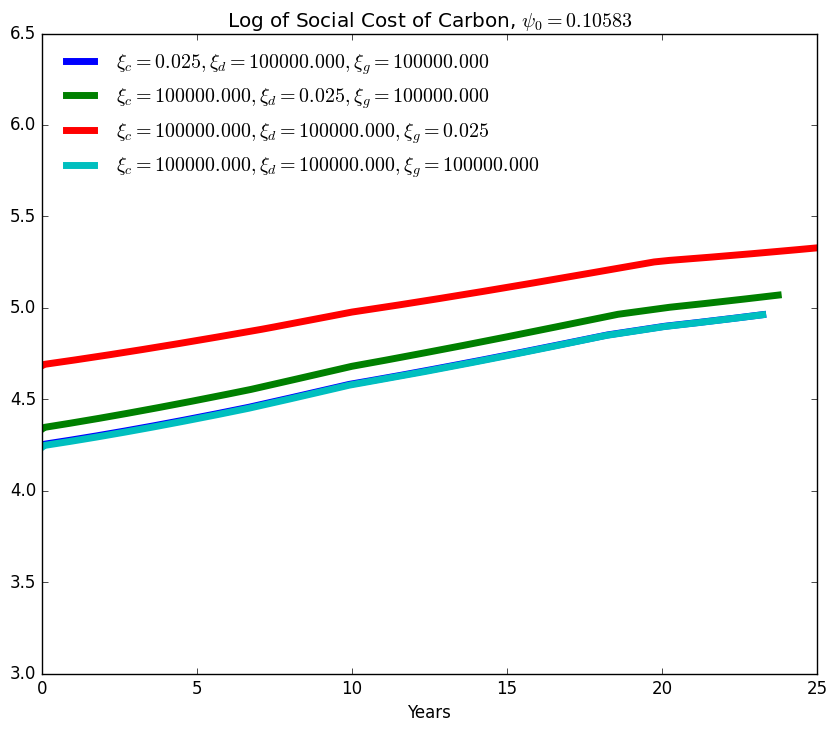 Log of Social Cost of Carbon, ψ₀ = 0.10583
6.5
ξ_c = 0.025, ξ_d = 100000.000, ξ_g = 100000.000
ξ_c = 100000.000, ξ_d = 0.025, ξ_g = 100000.000
6.0
ξ_c = 100000.000, ξ_d = 100000.000, ξ_g = 0.025
ξ_c = 100000.000, ξ_d = 100000.000, ξ_g = 100000.000
5.5
5.0
4.5
4.0
3.5
3.0
0 5 10 15 20 25
Years